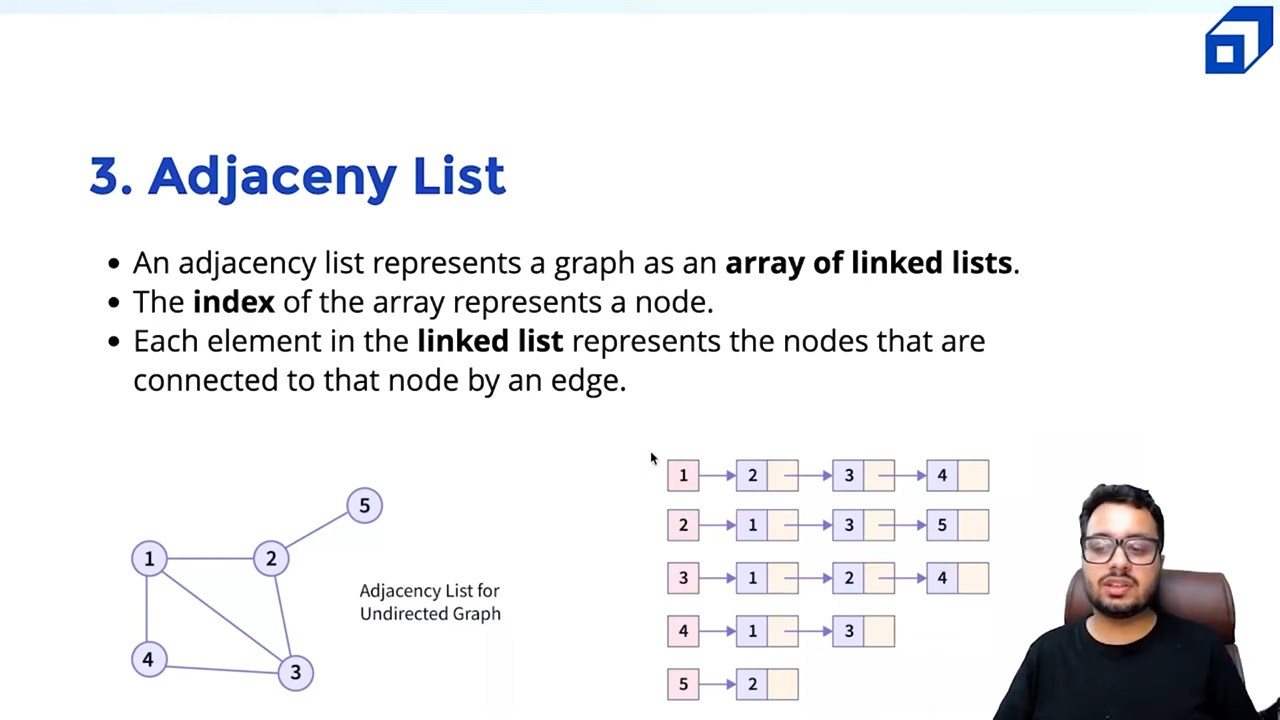 3. Adjaceny List
• An adjacency list represents a graph as an array of linked lists.
• The index of the array represents a node.
• Each element in the linked list represents the nodes that are
connected to that node by an edge.
5
1
2
4
3
Adjacency List for
Undirected Graph
1 2 3 4
2 1 3 5
3 1 2 4
4 1 3
5 2